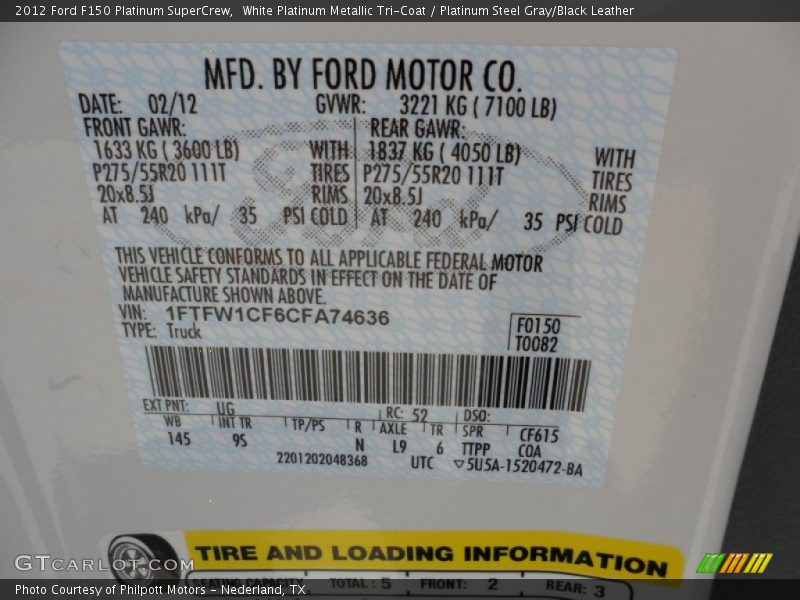 2012 Ford F150 Platinum SuperCrew,  White Platinum Metallic Tri-Coat / Platinum Steel Gray/Black Leather
MFD. BY FORD MOTOR CO.
DATE: 02/12 GVWR: 3221 KG ( 7100 LB)
FRONT GAWR: REAR GAWR:
1633 KG ( 3600 LB) WITH 1837 KG ( 4050 LB) WITH
P275/55R20 111T TIRES P275/55R20 111T TIRES
20x8.5J RIMS 20x8.5J RIMS
AT 240 kPa/ 35 PSI COLD AT 240 kPa/ 35 PSI COLD
THIS VEHICLE CONFORMS TO ALL APPLICABLE FEDERAL MOTOR
VEHICLE SAFETY STANDARDS IN EFFECT ON THE DATE OF
MANUFACTURE SHOWN ABOVE.
VIN: 1FTFW1CF6CFA74636
TYPE: Truck
F0150
T0082
EXT PNT: UG RC: 52 DSO:
WB INT TR TP/PS R AXLE TR SPR CF615
145 9S N L9 6 TTPP COA
2201202048368 UTC ▽5U5A-1520472-BA
TIRE AND LOADING INFORMATION
SEATING CAPACITY TOTAL : 5 FRONT: 2 REAR: 3
GTCARLOT.COM
Photo Courtesy of Philpott Motors - Nederland, TX